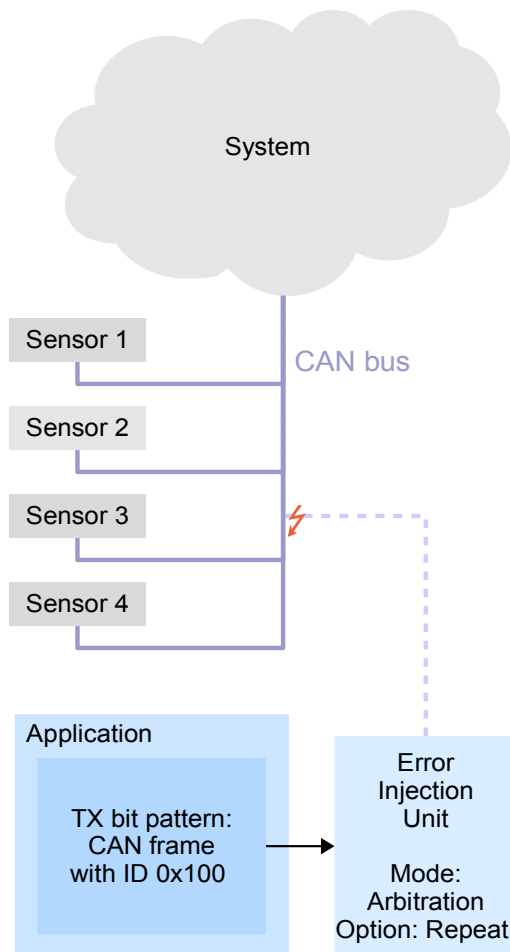 System
Sensor 1
CAN bus
Sensor 2
Sensor 3
Sensor 4
Application
TX bit pattern:
CAN frame
with ID 0x100
Error
Injection
Unit
Mode:
Arbitration
Option: Repeat